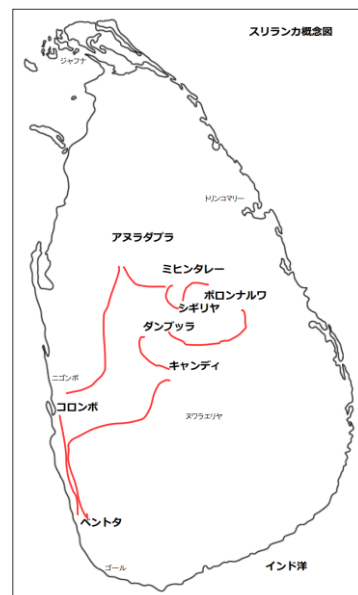 スリランカ概念図
ジャフナ
トリンコマリー
アヌラダプラ
ミヒンタレー
ポロンナルワ
シギリヤ
ダンブッラ
キャンディ
ニゴンボ
コロンボ
ヌワラエリヤ
ベントタ
ゴール
インド洋